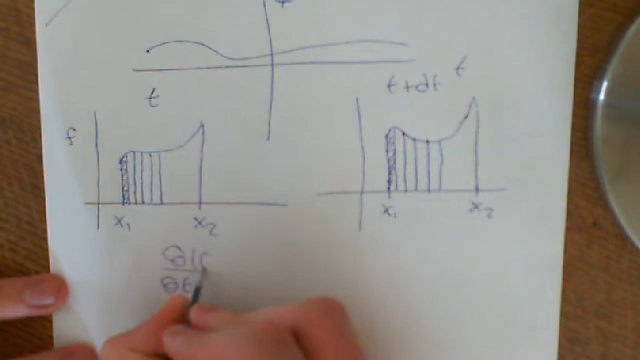 t
t+dt t
f
x₁ x₂
x₁ x₂